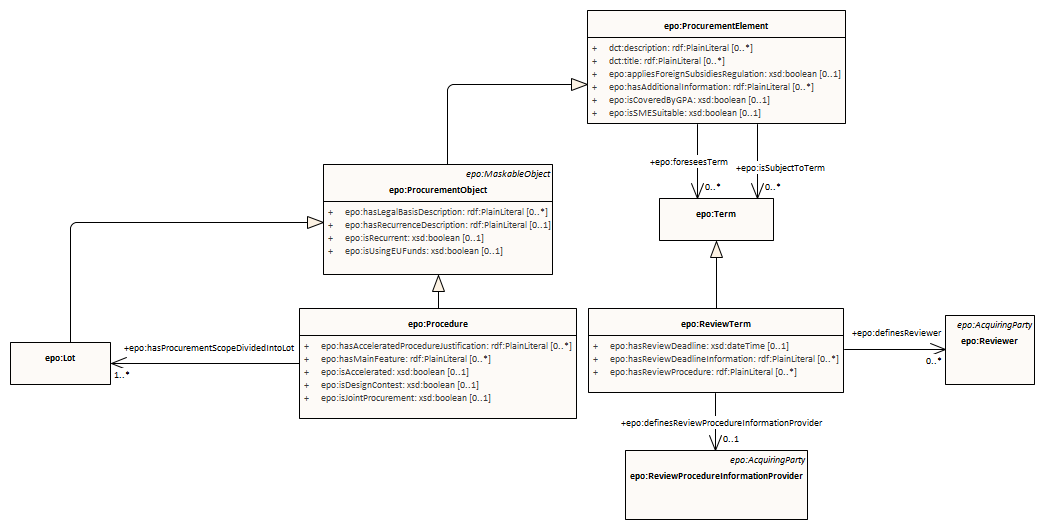 epo:ProcurementElement
+ dct:description: rdf:PlainLiteral [0..*]
+ dct:title: rdf:PlainLiteral [0..*]
+ epo:appliesForeignSubsidiesRegulation: xsd:boolean [0..1]
+ epo:hasAdditionalInformation: rdf:PlainLiteral [0..*]
+ epo:isCoveredByGPA: xsd:boolean [0..1]
+ epo:isSMESuitable: xsd:boolean [0..1]
+epo:foreseesTerm
+epo:isSubjectToTerm
0..*
0..*
epo:MaskableObject
epo:ProcurementObject
+ epo:hasLegalBasisDescription: rdf:PlainLiteral [0..*]
+ epo:hasRecurrenceDescription: rdf:PlainLiteral [0..1]
+ epo:isRecurrent: xsd:boolean [0..1]
+ epo:isUsingEUFunds: xsd:boolean [0..1]
epo:Term
epo:Lot
+epo:hasProcurementScopeDividedIntoLot
1..*
epo:Procedure
+ epo:hasAcceleratedProcedureJustification: rdf:PlainLiteral [0..*]
+ epo:hasMainFeature: rdf:PlainLiteral [0..*]
+ epo:isAccelerated: xsd:boolean [0..1]
+ epo:isDesignContest: xsd:boolean [0..1]
+ epo:isJointProcurement: xsd:boolean [0..1]
epo:ReviewTerm
+ epo:hasReviewDeadline: xsd:dateTime [0..1]
+ epo:hasReviewDeadlineInformation: rdf:PlainLiteral [0..*]
+ epo:hasReviewProcedure: rdf:PlainLiteral [0..*]
+epo:definesReviewer
0..*
epo:AcquiringParty
epo:Reviewer
+epo:definesReviewProcedureInformationProvider
0..1
epo:AcquiringParty
epo:ReviewProcedureInformationProvider